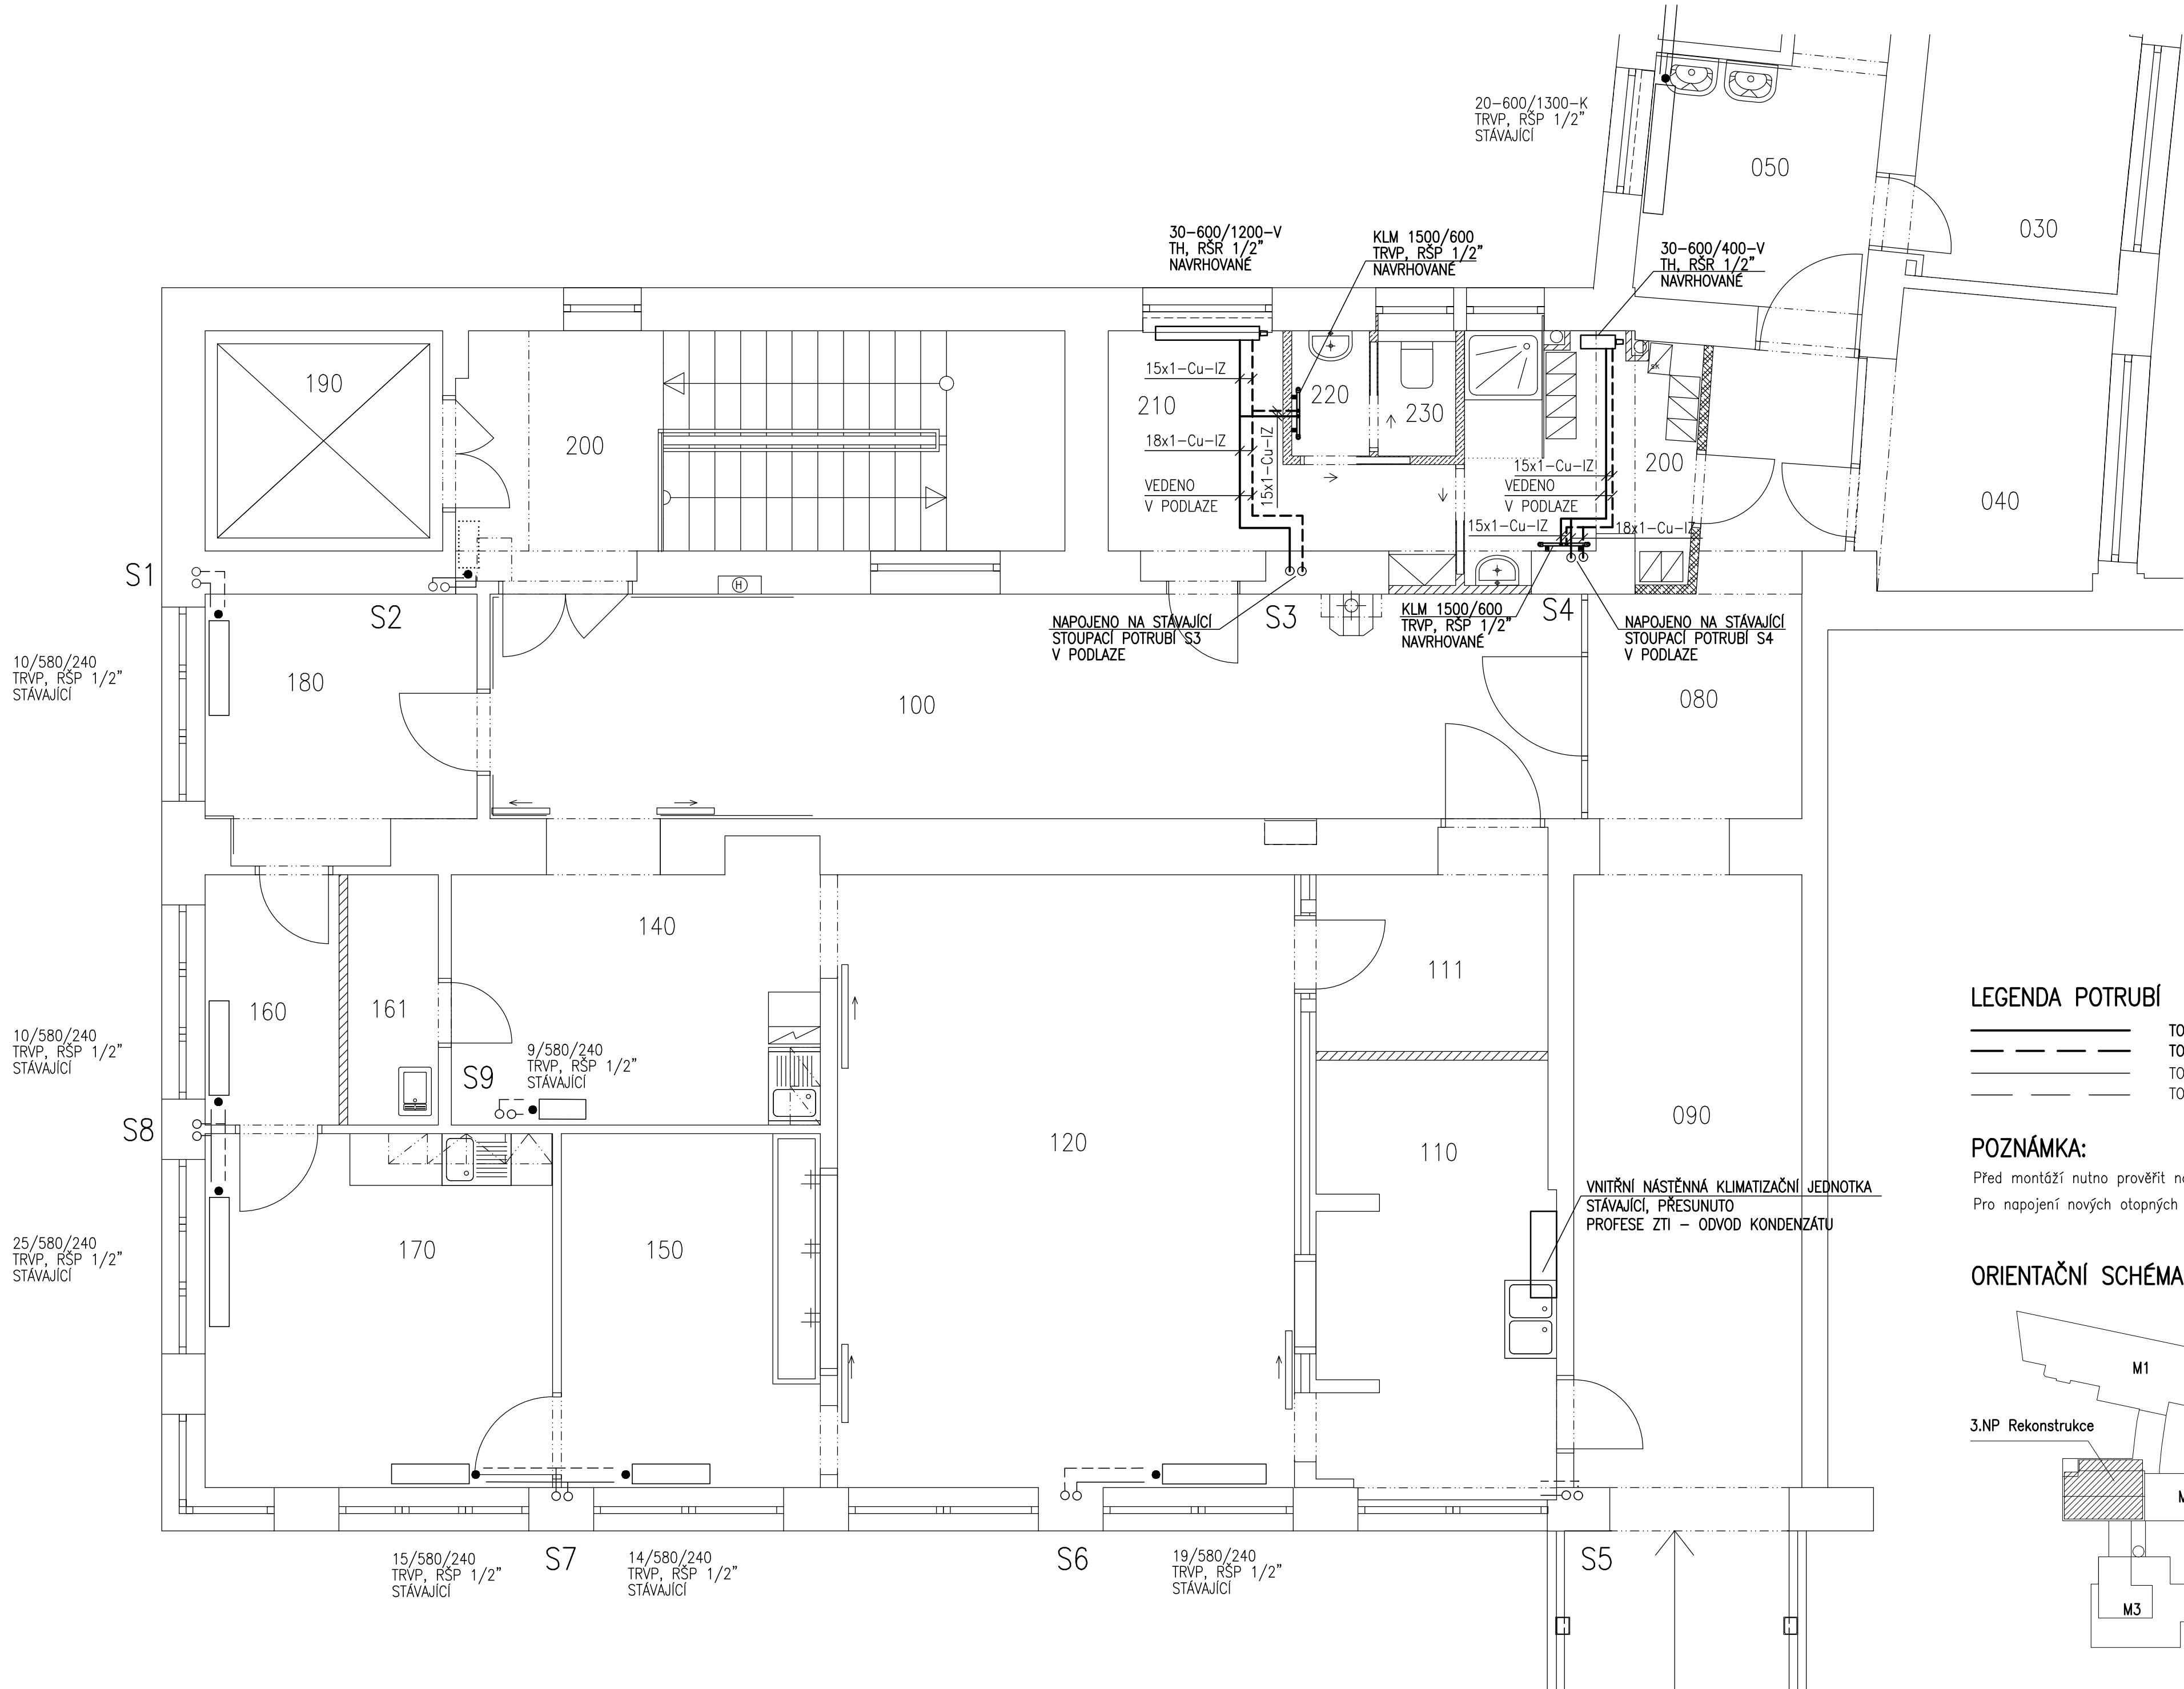 20-600/1300-K
TRVP, RŠP 1/2"
STÁVAJÍCÍ
050
030
30-600/1200-V
TH, RŠR 1/2"
NAVRHOVANÉ
KLM 1500/600
TRVP, RŠP 1/2"
NAVRHOVANÉ
30-600/400-V
TH, RŠR 1/2"
NAVRHOVANÉ
190
200
15x1-Cu-IZ
210
18x1-Cu-IZ
15x1-Cu-IZ
VEDENO
V PODLAZE
220
230
SK
15x1-Cu-IZ
VEDENO
V PODLAZE
200
15x1-Cu-IZ
18x1-Cu-IZ
040
S1
S2
H
NAPOJENO NA STÁVAJÍCÍ
STOUPACÍ POTRUBÍ S3
V PODLAZE
S3
KLM 1500/600
TRVP, RŠP 1/2"
NAVRHOVANÉ
S4
NAPOJENO NA STÁVAJÍCÍ
STOUPACÍ POTRUBÍ S4
V PODLAZE
10/580/240
TRVP, RŠP 1/2"
STÁVAJÍCÍ
180
100
080
140
111
160
161
10/580/240
TRVP, RŠP 1/2"
STÁVAJÍCÍ
S9
9/580/240
TRVP, RŠP 1/2"
STÁVAJÍCÍ
S8
120
110
090
25/580/240
TRVP, RŠP 1/2"
STÁVAJÍCÍ
170
150
VNITŘNÍ NÁSTĚNNÁ KLIMATIZAČNÍ JEDNOTKA
STÁVAJÍCÍ, PŘESUNUTO
PROFESE ZTI – ODVOD KONDENZÁTU
15/580/240
TRVP, RŠP 1/2"
STÁVAJÍCÍ
S7
14/580/240
TRVP, RŠP 1/2"
STÁVAJÍCÍ
S6
19/580/240
TRVP, RŠP 1/2"
STÁVAJÍCÍ
S5
LEGENDA POTRUBÍ
TO
TO
TO
TO
POZNÁMKA:
Před montáží nutno prověřit
Pro napojení nových otopných
ORIENTAČNÍ SCHÉMA
M1
3.NP Rekonstrukce
M3